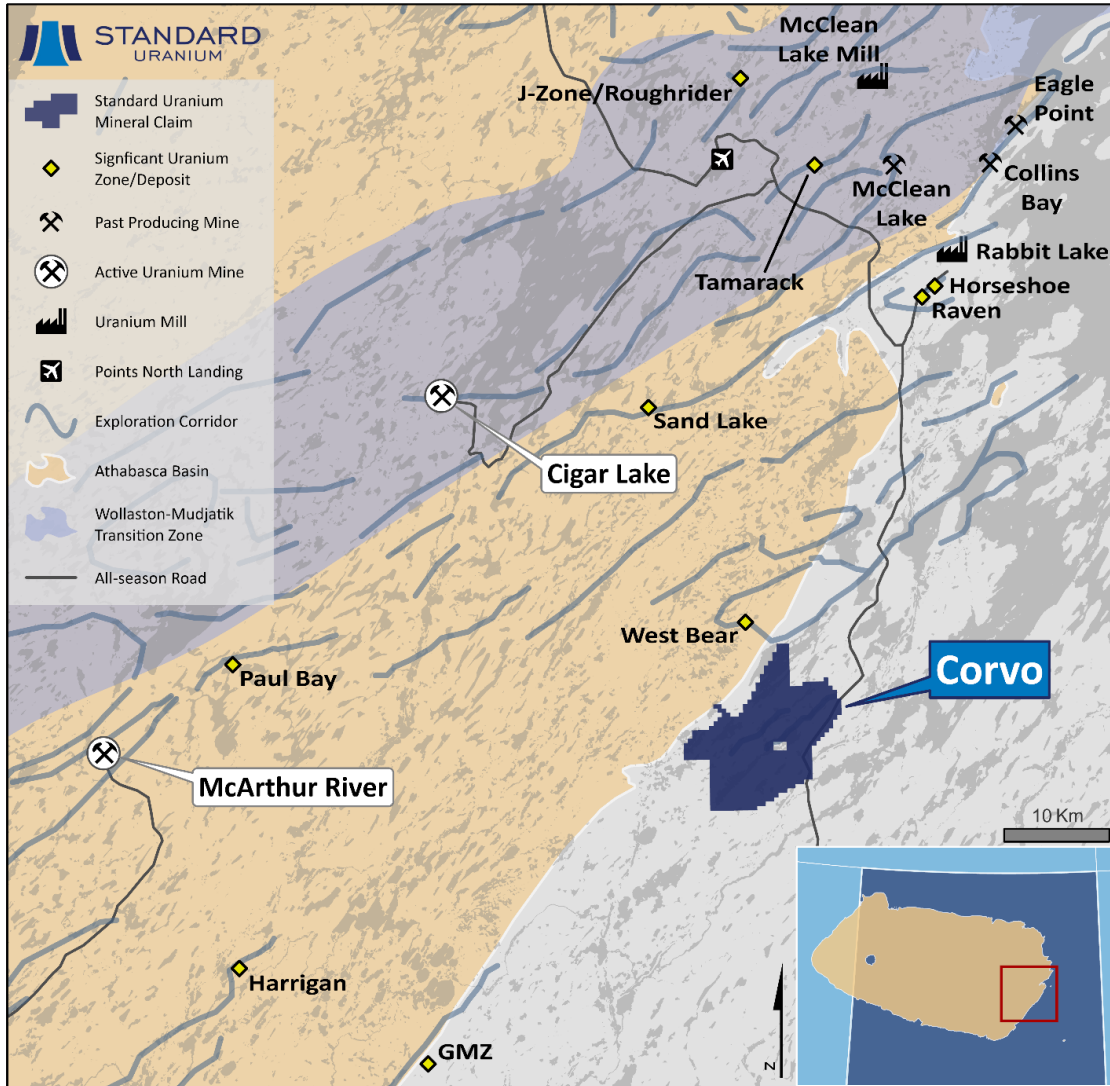 STANDARD
URANIUM
Standard Uranium
Mineral Claim
Signficant Uranium
Zone/Deposit
Past Producing Mine
Active Uranium Mine
Uranium Mill
Points North Landing
Exploration Corridor
Athabasca Basin
Wollaston-Mudjatik
Transition Zone
All-season Road
McClean
Lake Mill
J-Zone/Roughrider
Eagle
Point
Collins
Bay
McClean
Lake
Tamarack
Rabbit Lake
Horseshoe
Raven
Sand Lake
Cigar Lake
West Bear
Paul Bay
Corvo
McArthur River
10 Km
Harrigan
GMZ
N